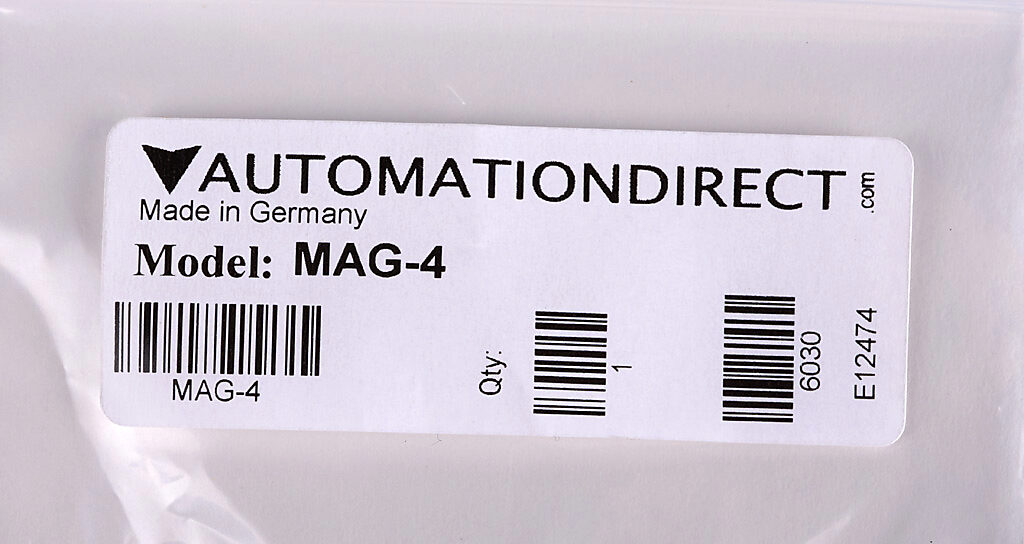 AUTOMATIONDIRECT.com
Made in Germany
Model: MAG-4
MAG-4
Qty:
1
6030
E12474